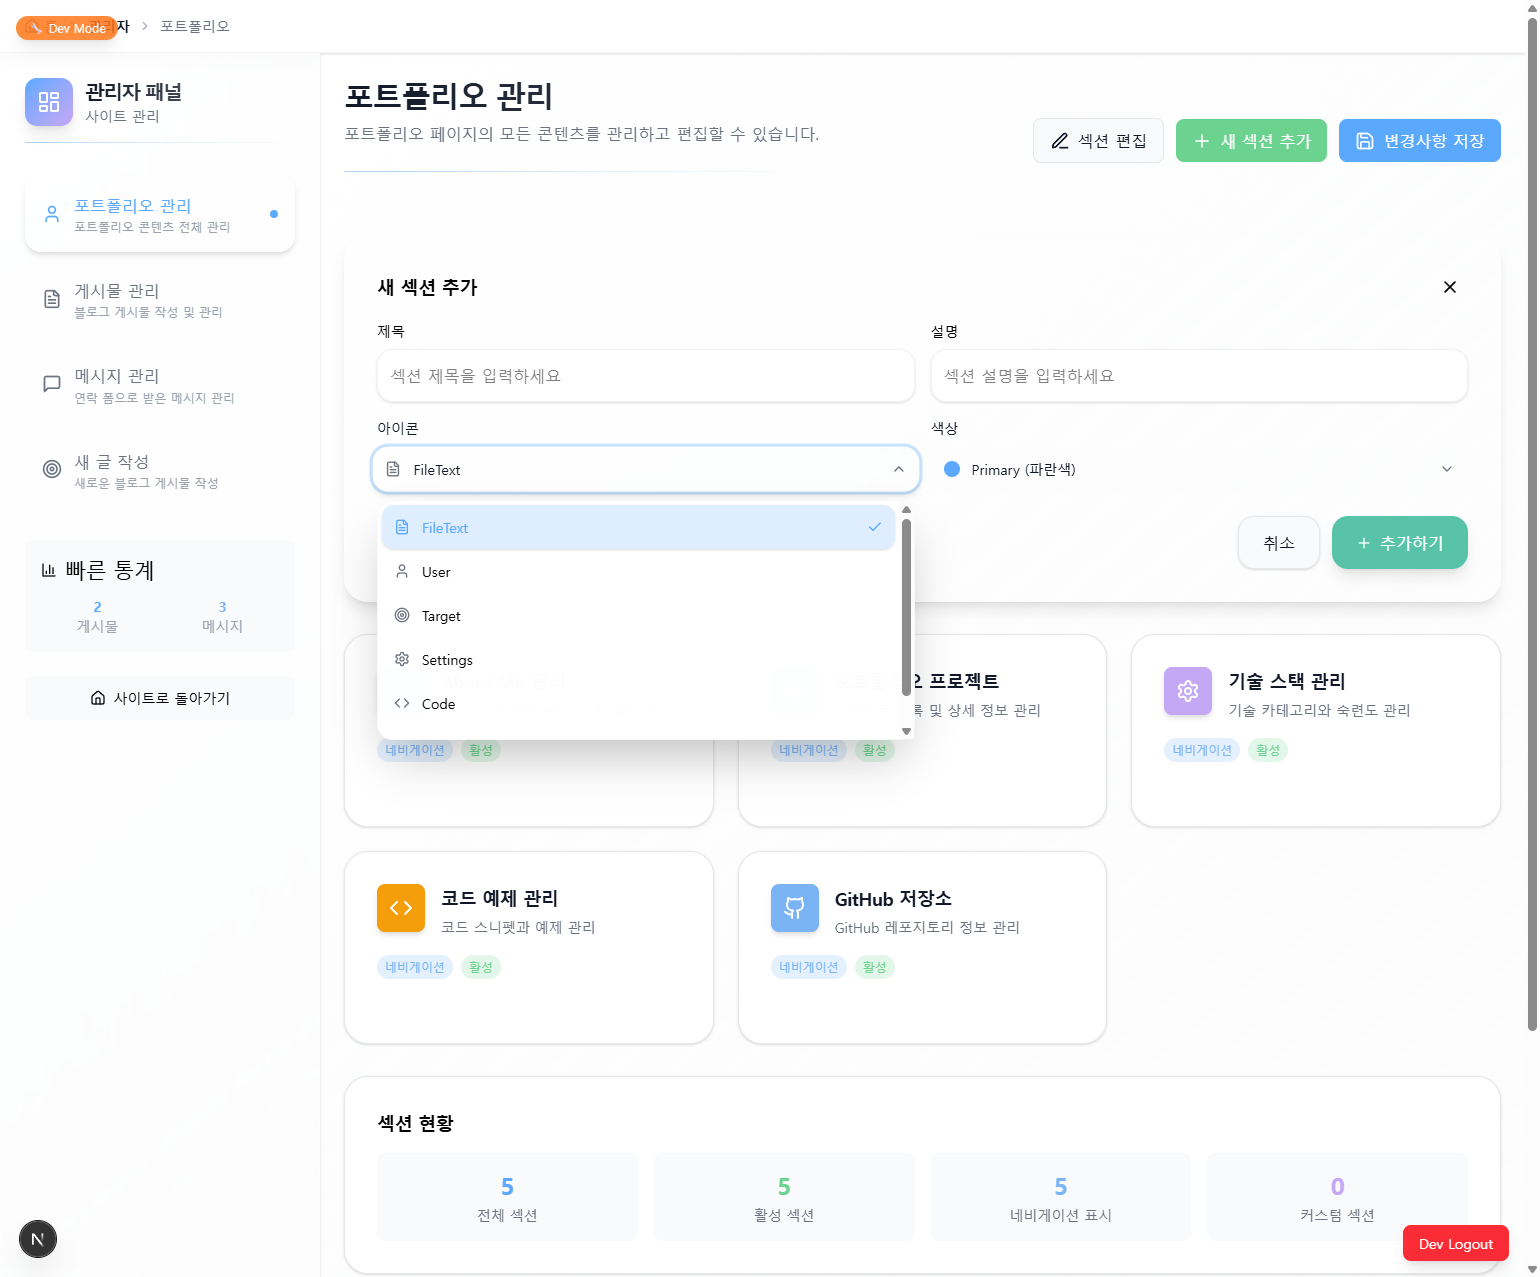 Dev Mode
자
포트폴리오
관리자 패널
사이트 관리
포트폴리오 관리
포트폴리오 콘텐츠 전체 관리
게시물 관리
블로그 게시물 작성 및 관리
메시지 관리
연락 폼으로 받은 메시지 관리
새 글 작성
새로운 블로그 게시물 작성
빠른 통계
2
게시물
3
메시지
사이트로 돌아가기
포트폴리오 관리
포트폴리오 페이지의 모든 콘텐츠를 관리하고 편집할 수 있습니다.
섹션 편집
새 섹션 추가
변경사항 저장
새 섹션 추가
제목
섹션 제목을 입력하세요
설명
섹션 설명을 입력하세요
아이콘
FileText
색상
Primary (파란색)
FileText
User
Target
Settings
Code
취소
추가하기
About Me 관리
네비게이션
활성
포트폴리오 프로젝트
및 상세 정보 관리
네비게이션
활성
기술 스택 관리
기술 카테고리와 숙련도 관리
네비게이션
활성
코드 예제 관리
코드 스니펫과 예제 관리
네비게이션
활성
GitHub 저장소
GitHub 레포지토리 정보 관리
네비게이션
활성
섹션 현황
5
전체 섹션
5
활성 섹션
5
네비게이션 표시
0
커스텀 섹션
N
Dev Logout